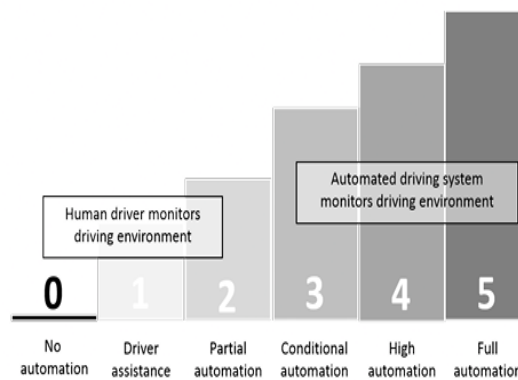 Automated driving system
monitors driving environment
Human driver monitors
driving environment
0 1 2 3 4 5
No automation
Driver assistance
Partial automation
Conditional automation
High automation
Full automation